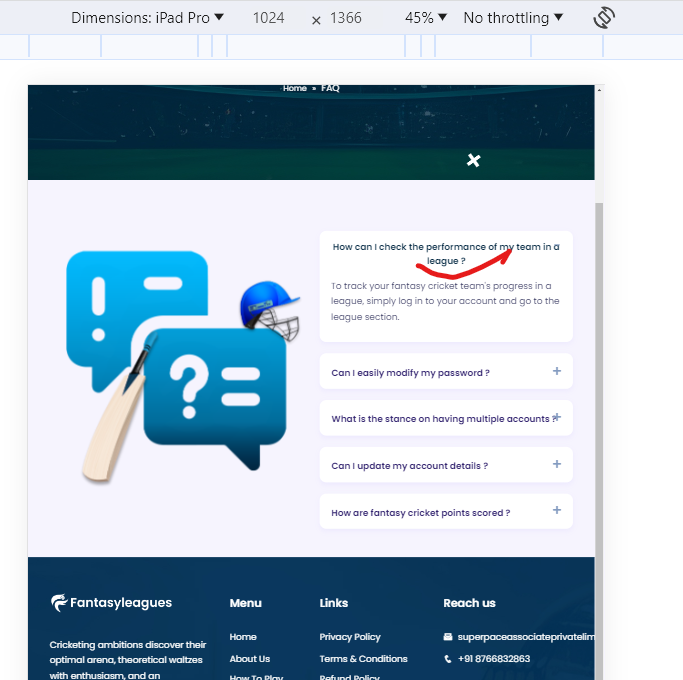 Dimensions: iPad Pro ▼ 1024 × 1366 45% ▼ No throttling ▼
Home » FAQ
How can I check the performance of my team in a
league ?
To track your fantasy cricket team's progress in a
league, simply log in to your account and go to the
league section.
Can I easily modify my password ? +
What is the stance on having multiple accounts ? +
Can I update my account details ? +
How are fantasy cricket points scored ? +
Fantasyleagues
Cricketing ambitions discover their
optimal arena, theoretical waltzes
with enthusiasm, and an
Menu
Home
About Us
How To Play
Links
Privacy Policy
Terms & Conditions
Refund Policy
Reach us
superpaceassociateprivatelim
+91 8766832863